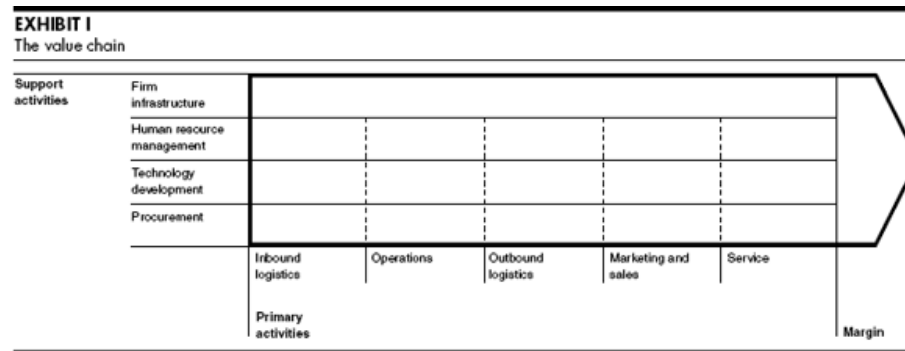 EXHIBIT I
The value chain
Support
activities
Firm
infrastructure
Human resource
management
Technology
development
Procurement
Inbound
logistics
Operations
Outbound
logistics
Marketing and
sales
Service
Primary
activities
Margin